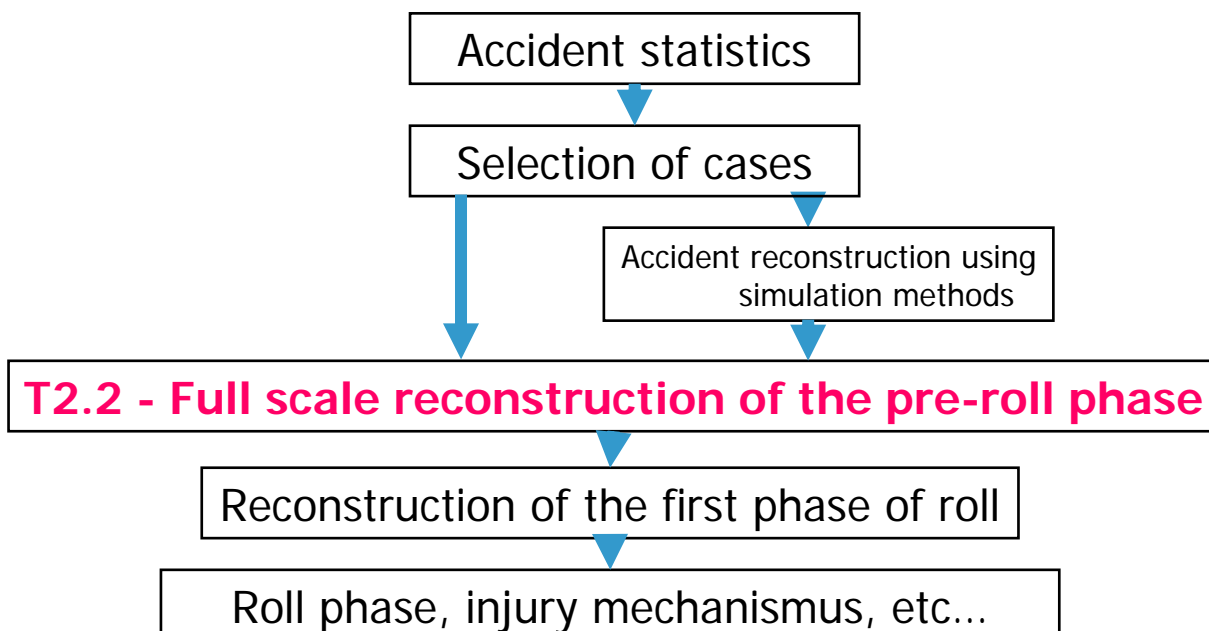 Accident statistics
Selection of cases
Accident reconstruction using
simulation methods
T2.2 - Full scale reconstruction of the pre-roll phase
Reconstruction of the first phase of roll
Roll phase, injury mechanismus, etc...